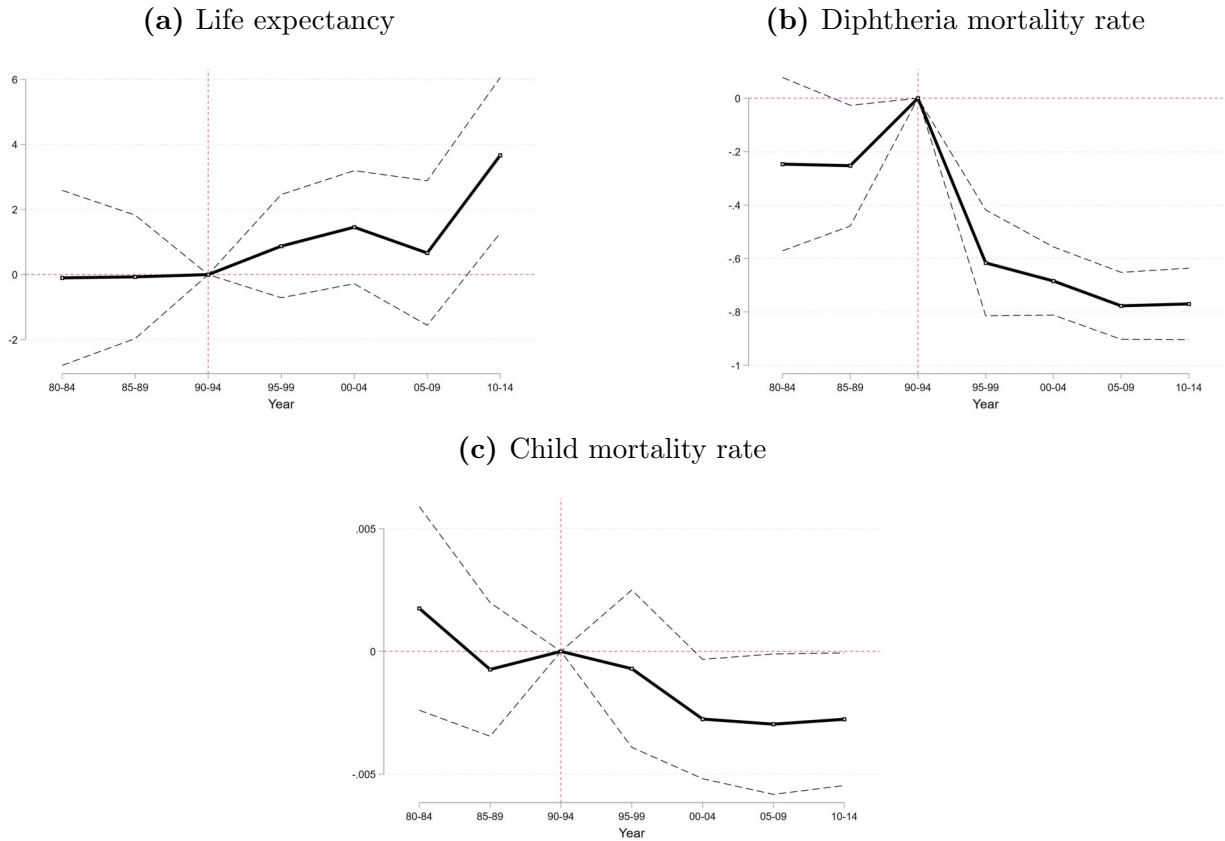 (a) Life expectancy
6
4
2
0
-2
80-84 85-89 90-94 95-99 00-04 05-09 10-14
Year
(b) Diphtheria mortality rate
0
-.2
-.4
-.6
-.8
-1
80-84 85-89 90-94 95-99 00-04 05-09 10-14
Year
(c) Child mortality rate
.005
0
-.005
80-84 85-89 90-94 95-99 00-04 05-09 10-14
Year